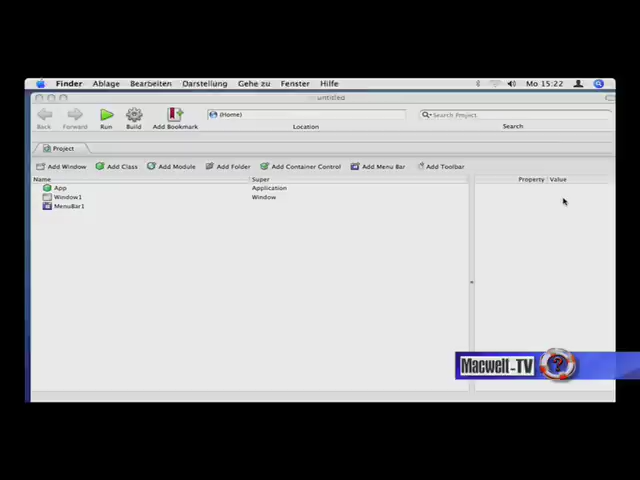 Finder Ablage Bearbeiten Darstellung Gehe zu Fenster Hilfe Mo 15:22
untitled
Back Forward Run Build Add Bookmark (Home) Location Search Project Search
Project
Add Window Add Class Add Module Add Folder Add Container Control Add Menu Bar Add Toolbar
Name Super Property Value
App Application
Window1 Window
MenuBar1
Macwelt-TV ?